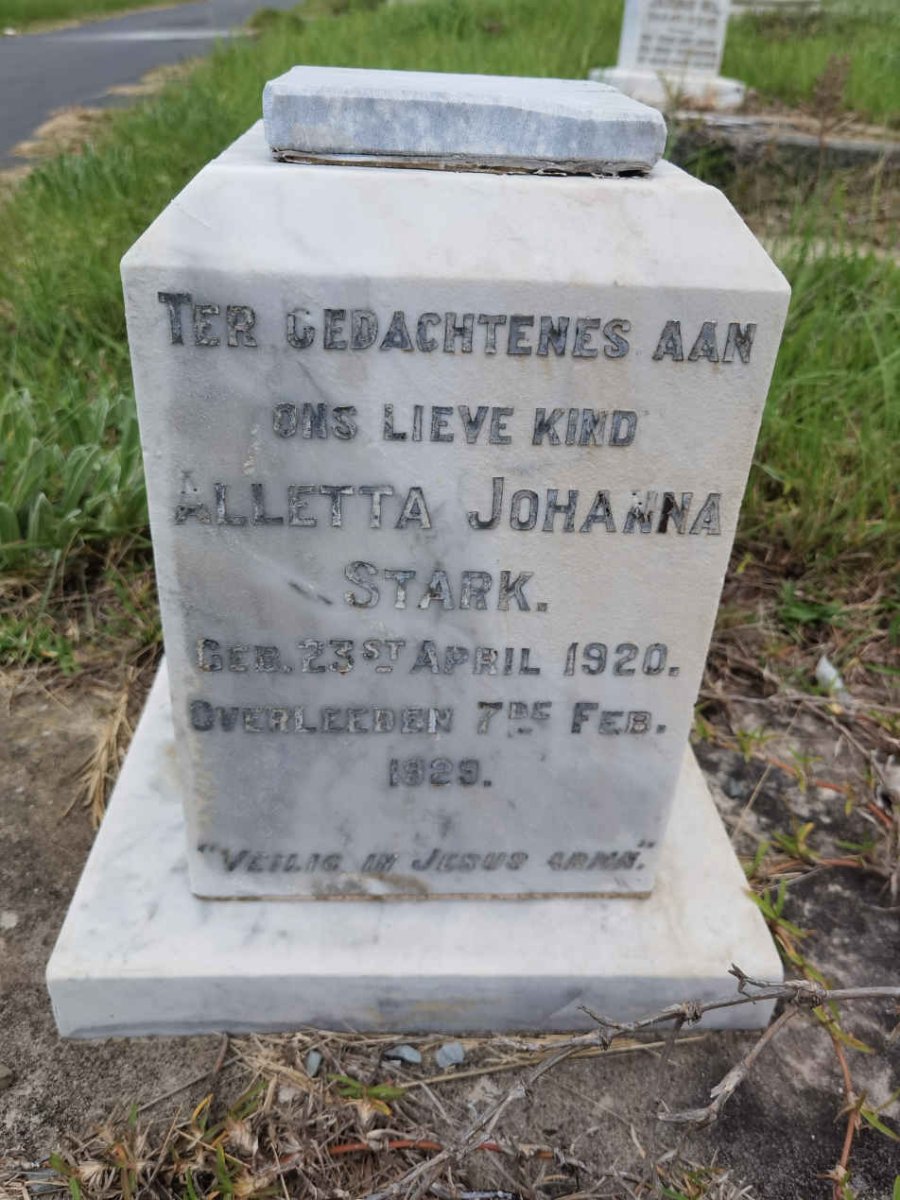 TER GEDACHTENES AAN
ONS LIEVE KIND
ALLETTA JOHANNA
STARK.
GEB. 23ST APRIL 1920.
OVERLEEDEN 7DE FEB.
1929.
"VEILIG IN JESUS ARMN."